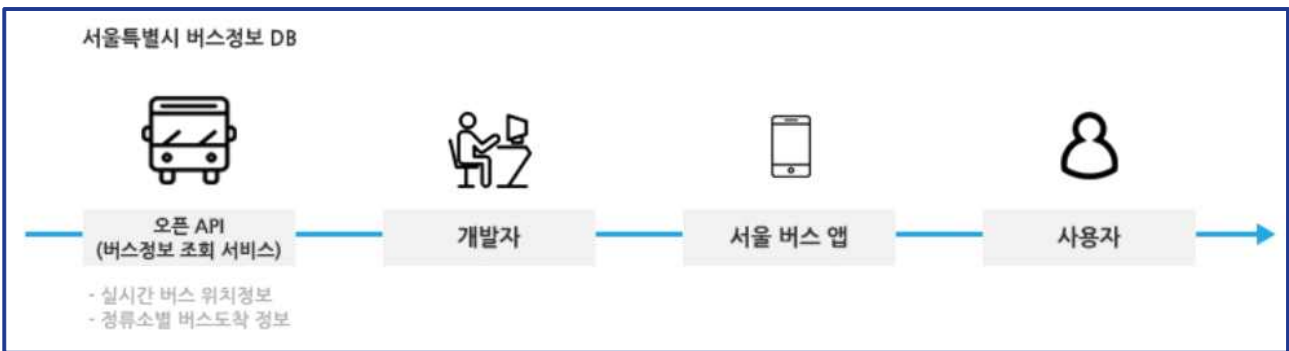 서울특별시 버스정보 DB
오픈 API
(버스정보 조회 서비스)
개발자
서울 버스 앱
사용자
- 실시간 버스 위치정보
- 정류소별 버스도착 정보